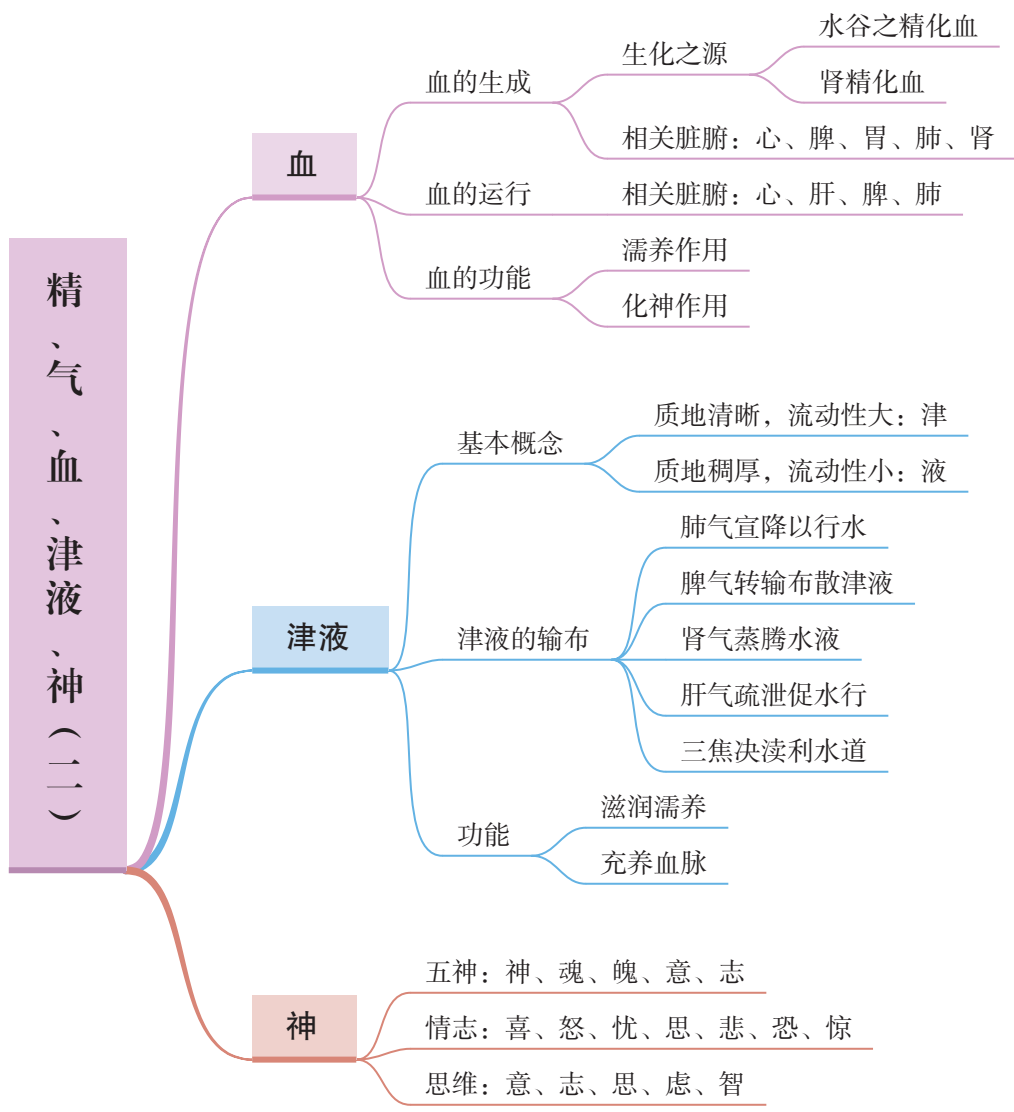 精、气、血、津液、神（二）
血
血的生成
生化之源
水谷之精化血
肾精化血
相关脏腑：心、脾、胃、肺、肾
血的运行
相关脏腑：心、肝、脾、肺
血的功能
濡养作用
化神作用
津液
基本概念
质地清晰，流动性大：津
质地稠厚，流动性小：液
津液的输布
肺气宣降以行水
脾气转输布散津液
肾气蒸腾水液
肝气疏泄促水行
三焦决渎利水道
功能
滋润濡养
充养血脉
神
五神：神、魂、魄、意、志
情志：喜、怒、忧、思、悲、恐、惊
思维：意、志、思、虑、智